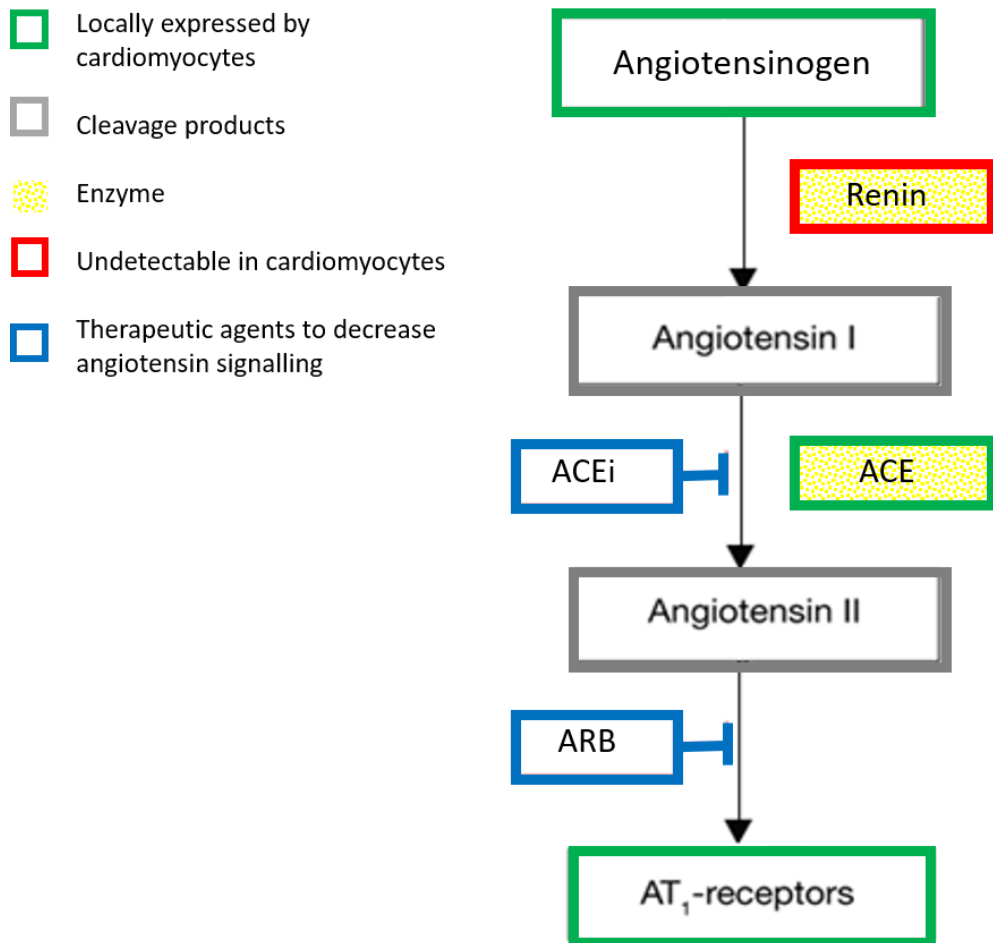 Locally expressed by
cardiomyocytes
Cleavage products
Enzyme
Undetectable in cardiomyocytes
Therapeutic agents to decrease
angiotensin signalling
Angiotensinogen
Renin
Angiotensin I
ACEi
ACE
Angiotensin II
ARB
AT₁-receptors